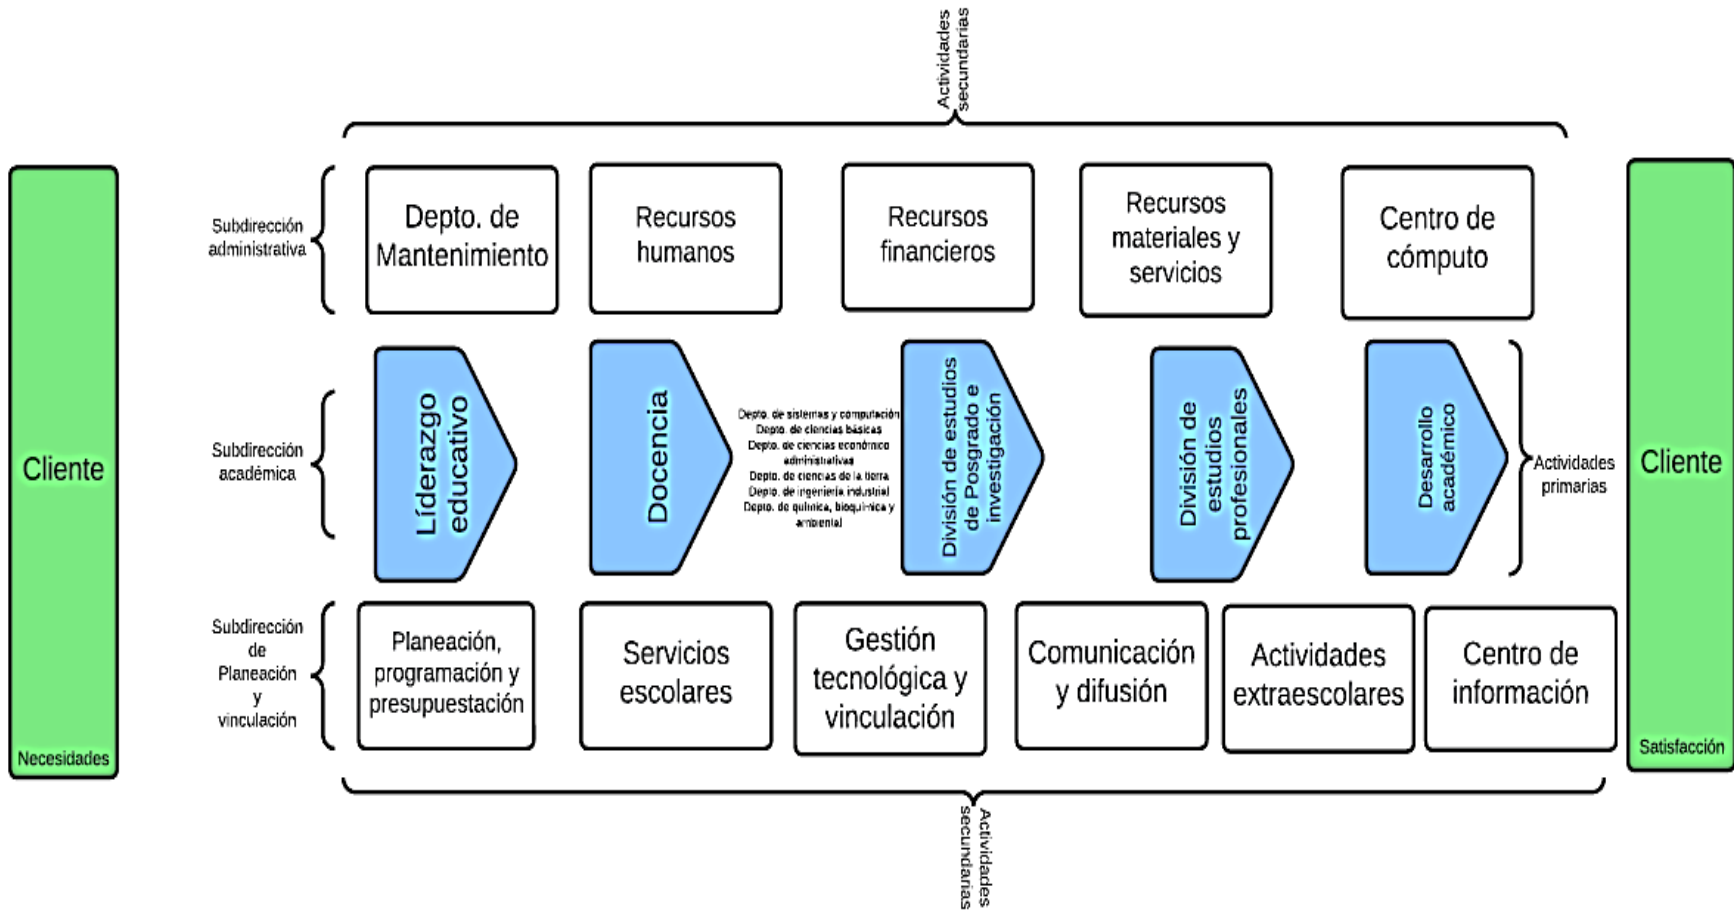 Actividades
secundarias
Subdirección
administrativa
Depto. de
Mantenimiento
Recursos
humanos
Recursos
financieros
Recursos
materiales y
servicios
Centro de
cómputo
Cliente
Necesidades
Subdirección
académica
Líderazgo
educativo
Docencia
Depto. de sistemas y computación
Depto. de ciencias básicas
Depto. de ciencias económico
administrativas
Depto. de ciencias de la tierra
Depto. de ingeniería industrial
Depto. de química, bioquímica y
ambiental
División de estudios
de Posgrado e
investigación
División de
estudios
profesionales
Desarrollo
académico
Actividades
primarias
Cliente
Satisfacción
Subdirección
de
Planeación
y
vinculación
Planeación,
programación y
presupuestación
Servicios
escolares
Gestión
tecnológica y
vinculación
Comunicación
y difusión
Actividades
extraescolares
Centro de
información
Actividades
secundarias